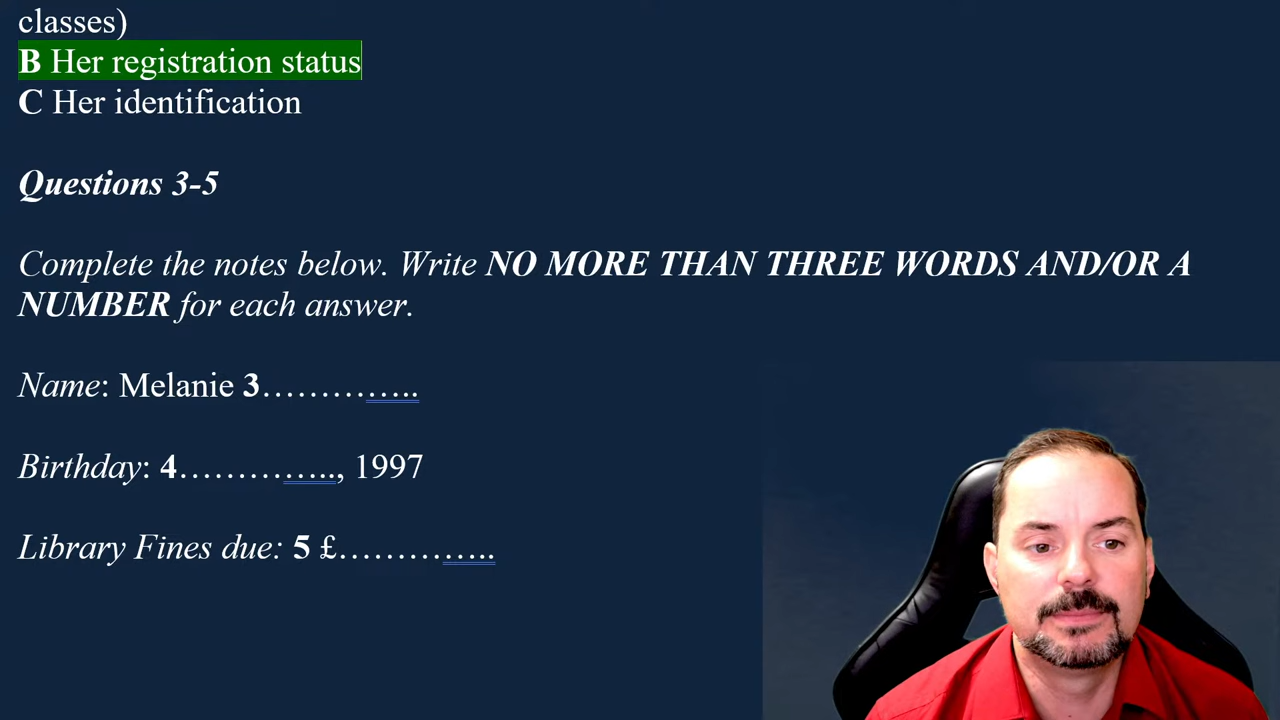 classes)
B Her registration status
C Her identification
Questions 3-5
Complete the notes below. Write NO MORE THAN THREE WORDS AND/OR A
NUMBER for each answer.
Name: Melanie 3…………..
Birthday: 4………….., 1997
Library Fines due: 5 £…………..